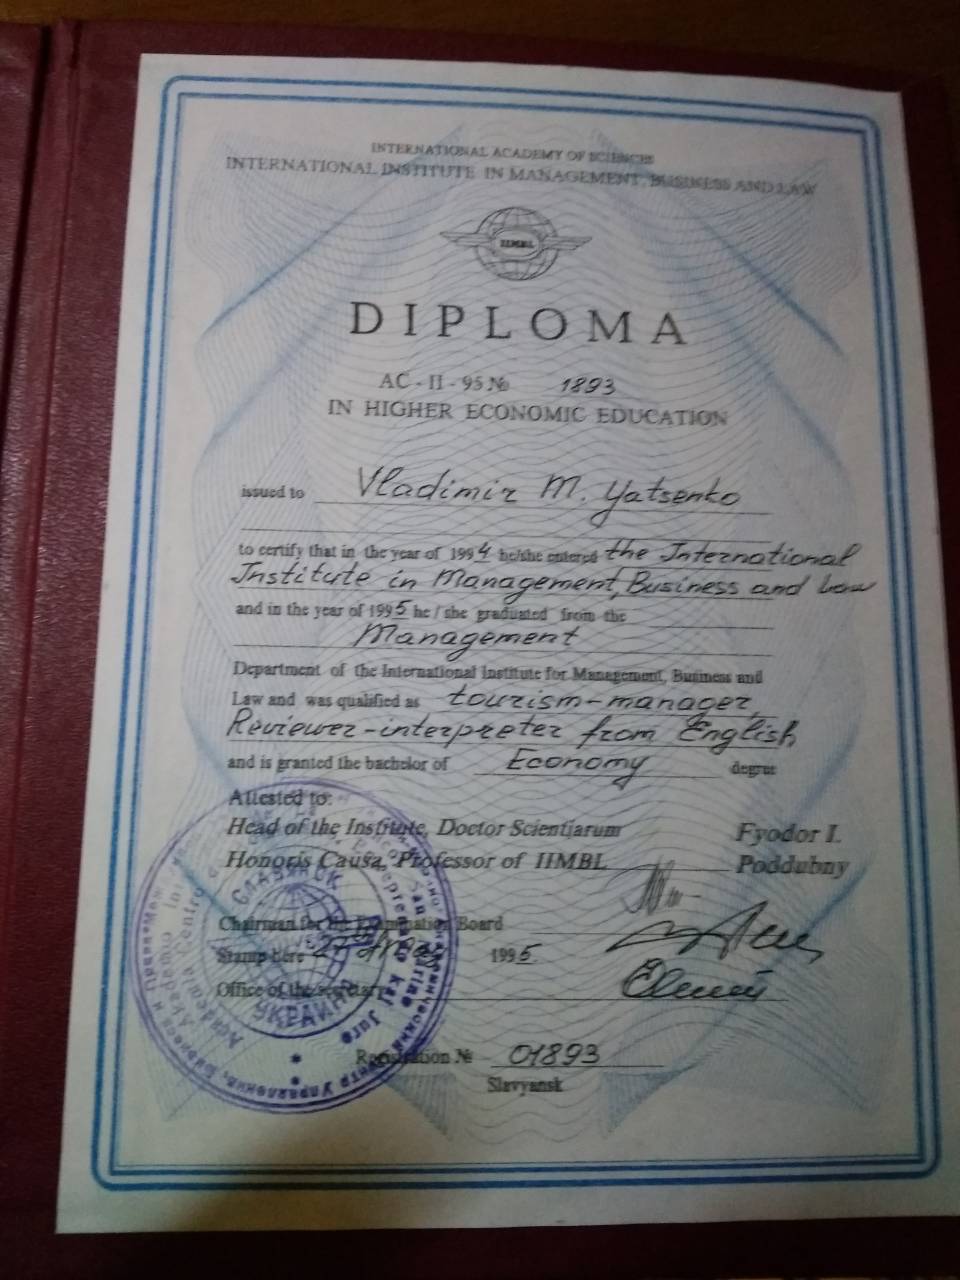 INTERNATIONAL ACADEMY OF SCIENCES
INTERNATIONAL INSTITUTE IN MANAGEMENT, BUSINESS AND LAW
IIMBL
DIPLOMA
AC - II - 95 № 1893
IN HIGHER ECONOMIC EDUCATION
issued to Vladimir M. Yatsenko
to certify that in the year of 1994 he/she entered the International
Institute in Management, Business and Law
and in the year of 1995 he / she graduated from the
Management
Department of the International Institute for Management, Business and
Law and was qualified as tourism-manager,
Reviewer-interpreter from English
and is granted the bachelor of Economy degree
Attested to:
Head of the Institute, Doctor Scientiarum Fyodor I.
Honoris Causa, Professor of IIMBL Poddubny
Chairman for the Examination Board
Stamp here 27 1995
Office of the secretary
Registration № 01893
Slavyansk
СЛАВЯНСК
УКРАИНА